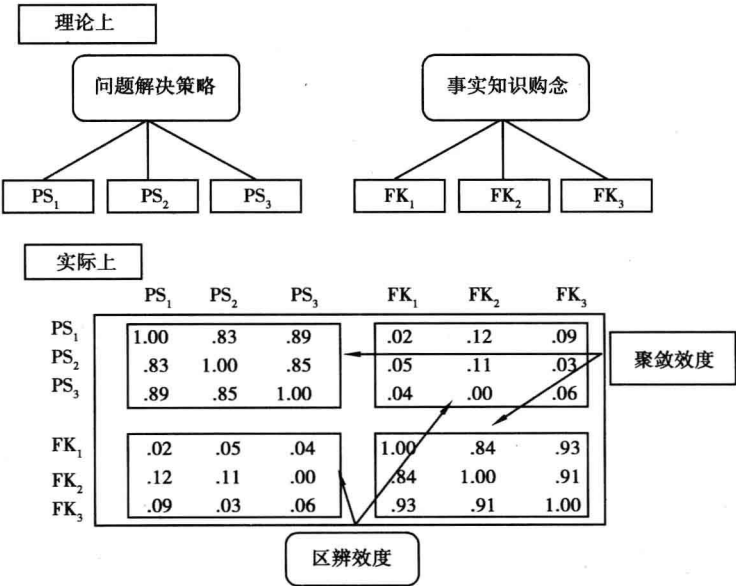 理论上
问题解决策略 事实知识购念
PS₁ PS₂ PS₃ FK₁ FK₂ FK₃
实际上
PS₁ PS₂ PS₃ FK₁ FK₂ FK₃
PS₁ 1.00 .83 .89 .02 .12 .09
PS₂ .83 1.00 .85 .05 .11 .03
PS₃ .89 .85 1.00 .04 .00 .06
聚敛效度
FK₁ .02 .05 .04 1.00 .84 .93
FK₂ .12 .11 .00 .84 1.00 .91
FK₃ .09 .03 .06 .93 .91 1.00
区辨效度